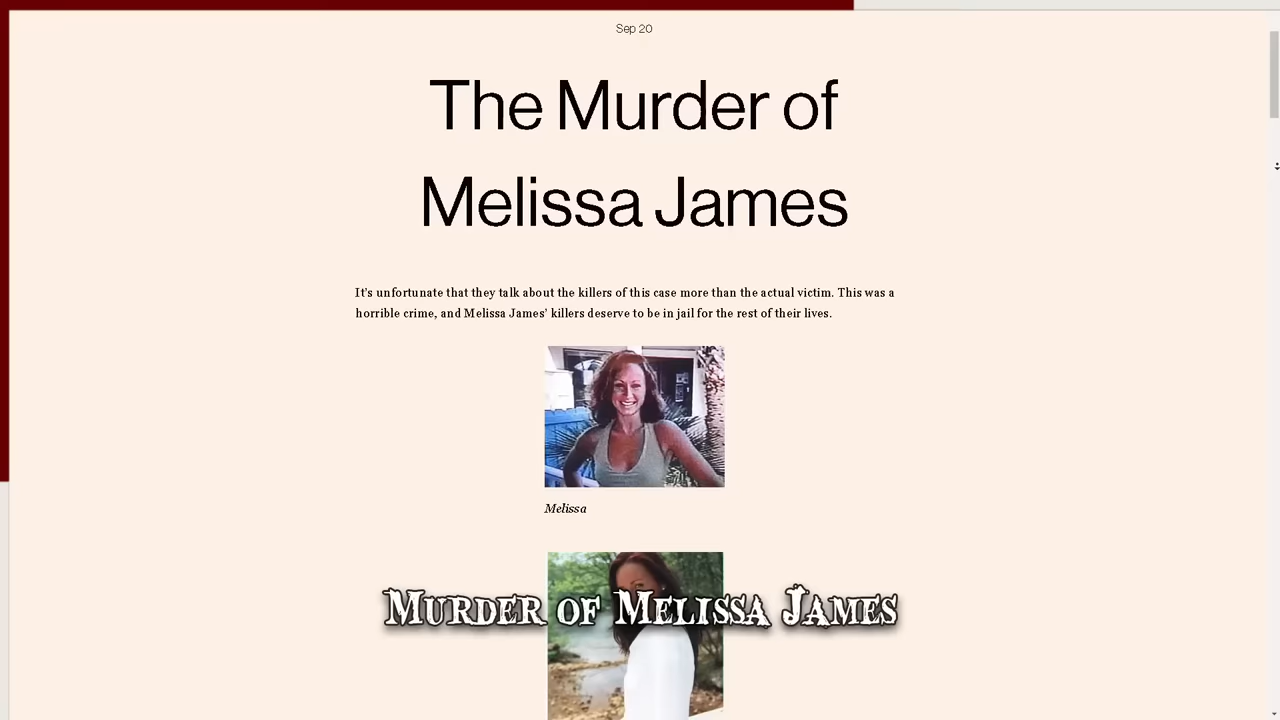 Sep 20
The Murder of
Melissa James
It's unfortunate that they talk about the killers of this case more than the actual victim. This was a
horrible crime, and Melissa James' killers deserve to be in jail for the rest of their lives.
Melissa
Murder of Melissa James